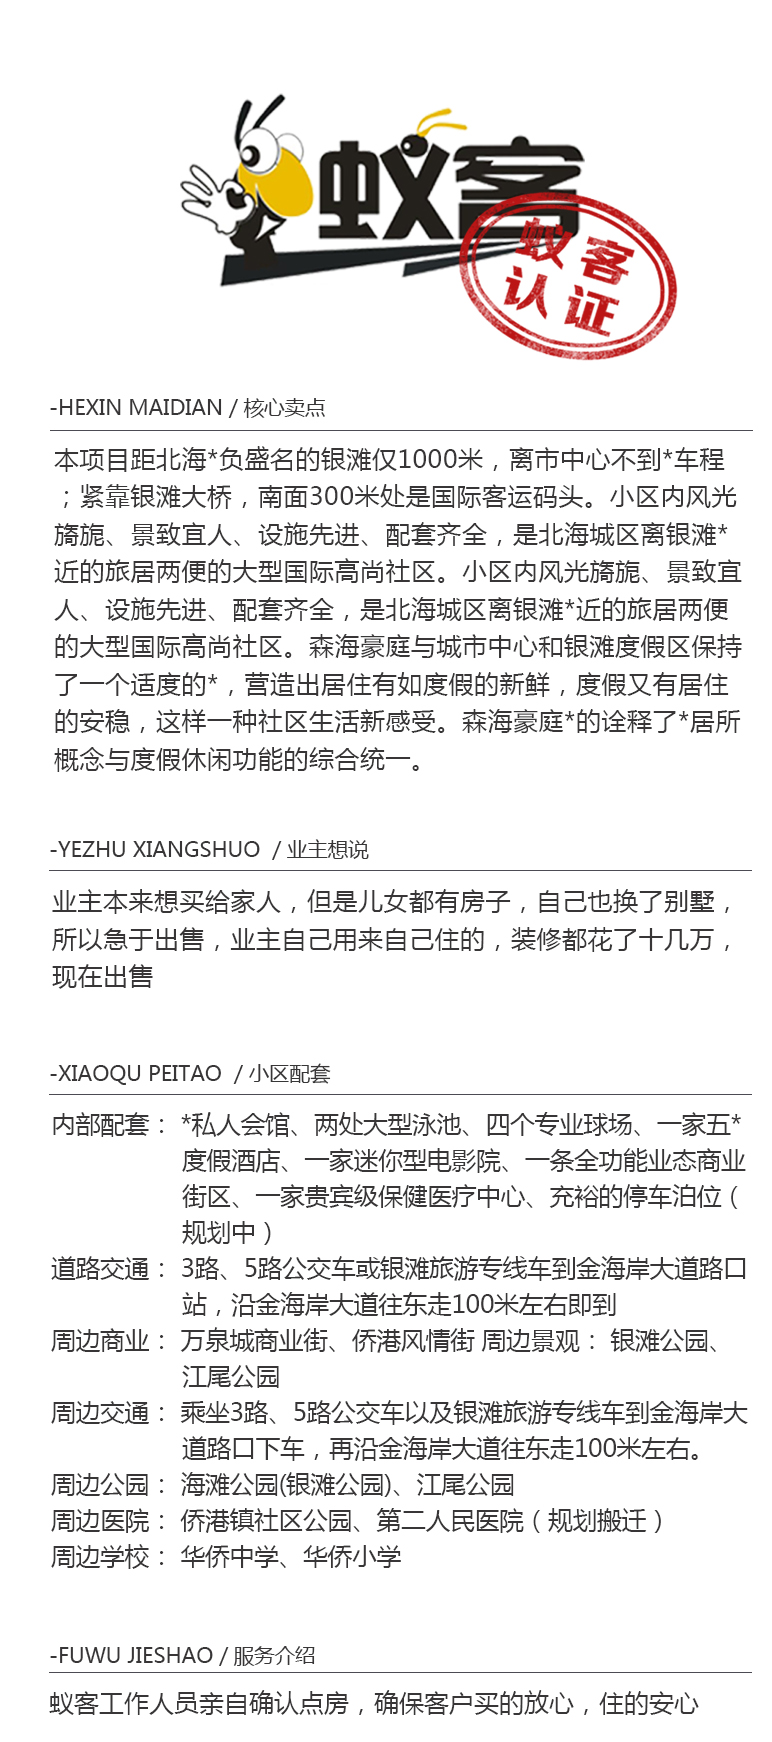 蚁客
蚁客
认证
-HEXIN MAIDIAN / 核心卖点
本项目距北海*负盛名的银滩仅1000米，离市中心不到*车程
；紧靠银滩大桥，南面300米处是国际客运码头。小区内风光
旖旎、景致宜人、设施先进、配套齐全，是北海城区离银滩*
近的旅居两便的大型国际高尚社区。小区内风光旖旎、景致宜
人、设施先进、配套齐全，是北海城区离银滩*近的旅居两便
的大型国际高尚社区。森海豪庭与城市中心和银滩度假区保持
了一个适度的*，营造出居住有如度假的新鲜，度假又有居住
的安稳，这样一种社区生活新感受。森海豪庭*的诠释了*居所
概念与度假休闲功能的综合统一。
-YEZHU XIANGSHUO / 业主想说
业主本来想买给家人，但是儿女都有房子，自己也换了别墅，
所以急于出售，业主自己用来自己住的，装修都花了十几万，
现在出售
-XIAOQU PEITAO / 小区配套
内部配套： *私人会馆、两处大型泳池、四个专业球场、一家五*
度假酒店、一家迷你型电影院、一条全功能业态商业
街区、一家贵宾级保健医疗中心、充裕的停车泊位（
规划中）
道路交通： 3路、5路公交车或银滩旅游专线车到金海岸大道路口
站，沿金海岸大道往东走100米左右即到
周边商业： 万泉城商业街、侨港风情街 周边景观： 银滩公园、
江尾公园
周边交通： 乘坐3路、5路公交车以及银滩旅游专线车到金海岸大
道路口下车，再沿金海岸大道往东走100米左右。
周边公园： 海滩公园(银滩公园)、江尾公园
周边医院： 侨港镇社区公园、第二人民医院（规划搬迁）
周边学校： 华侨中学、华侨小学
-FUWU JIESHAO / 服务介绍
蚁客工作人员亲自确认点房，确保客户买的放心，住的安心